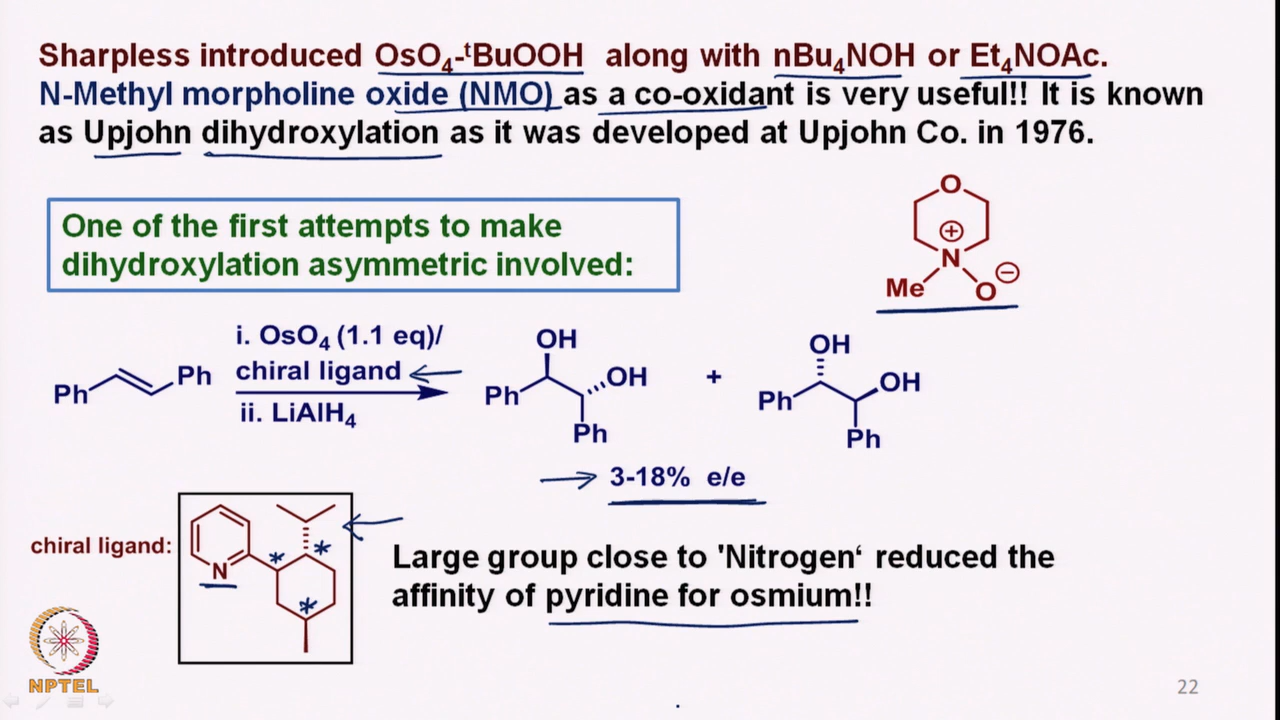 Sharpless introduced OsO₄-ᵗBuOOH along with nBu₄NOH or Et₄NOAc.
N-Methyl morpholine oxide (NMO) as a co-oxidant is very useful!! It is known
as Upjohn dihydroxylation as it was developed at Upjohn Co. in 1976.
One of the first attempts to make
dihydroxylation asymmetric involved:
O
⊕
N
⊖
Me
O
i. OsO₄ (1.1 eq)/
chiral ligand
ii. LiAlH₄
Ph
Ph
OH
OH
Ph
Ph
+
OH
OH
Ph
Ph
3-18% e/e
chiral ligand:
N
*
*
*
Large group close to 'Nitrogen‘ reduced the
affinity of pyridine for osmium!!
NPTEL
22